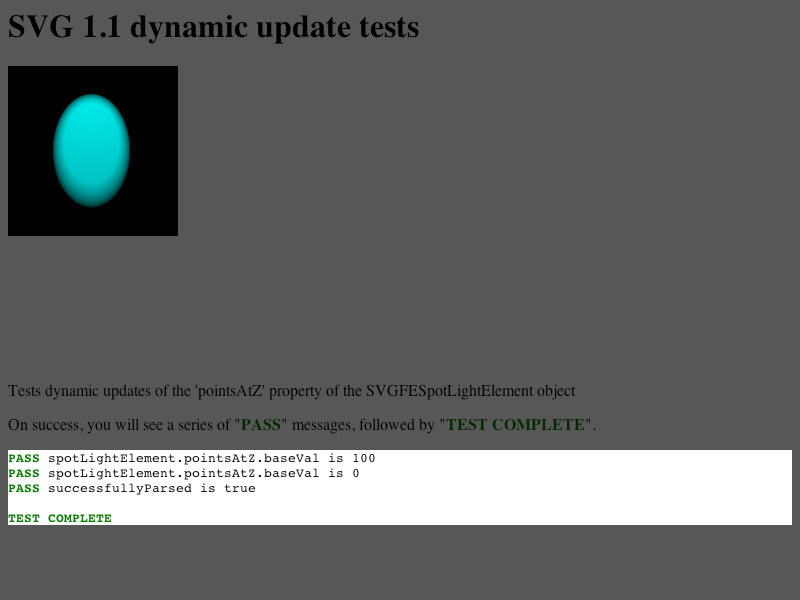 SVG 1.1 dynamic update tests
Tests dynamic updates of the 'pointsAtZ' property of the SVGFESpotLightElement object
On success, you will see a series of "PASS" messages, followed by "TEST COMPLETE".
PASS spotLightElement.pointsAtZ.baseVal is 100
PASS spotLightElement.pointsAtZ.baseVal is 0
PASS successfullyParsed is true
TEST COMPLETE